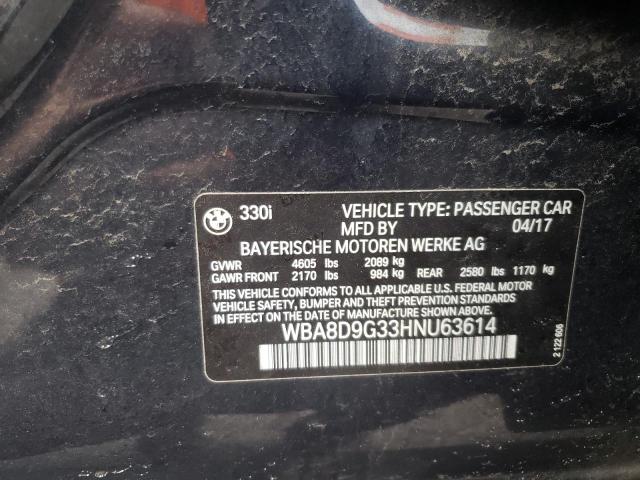 330i VEHICLE TYPE: PASSENGER CAR
MFD BY 04/17
BAYERISCHE MOTOREN WERKE AG
GVWR 4605 lbs 2089 kg
GAWR FRONT 2170 lbs 984 kg REAR 2580 lbs 1170 kg
THIS VEHICLE CONFORMS TO ALL APPLICABLE U.S. FEDERAL MOTOR
VEHICLE SAFETY, BUMPER AND THEFT PREVENTION STANDARDS
IN EFFECT ON THE DATE OF MANUFACTURE SHOWN ABOVE.
WBA8D9G33HNU63614
2 122 606